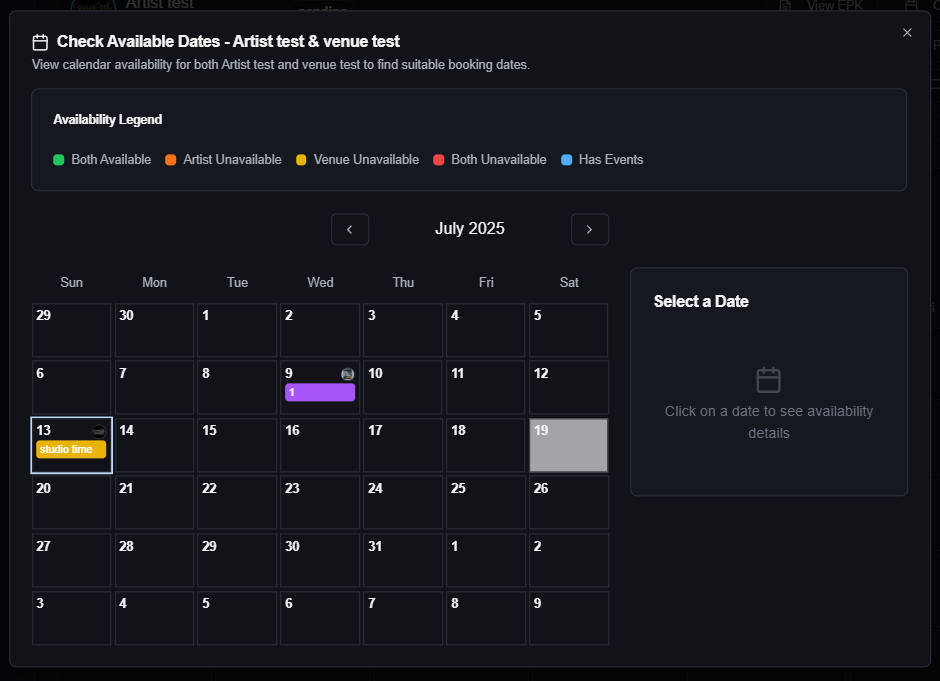 Artist test
pending
View EPK
Check Available Dates - Artist test & venue test
View calendar availability for both Artist test and venue test to find suitable booking dates.
Availability Legend
Both Available Artist Unavailable Venue Unavailable Both Unavailable Has Events
July 2025
Sun Mon Tue Wed Thu Fri Sat
29 30 1 2 3 4 5
6 7 8 9 10 11 12
1
13 14 15 16 17 18 19
studio time
20 21 22 23 24 25 26
27 28 29 30 31 1 2
3 4 5 6 7 8 9
Select a Date
Click on a date to see availability
details